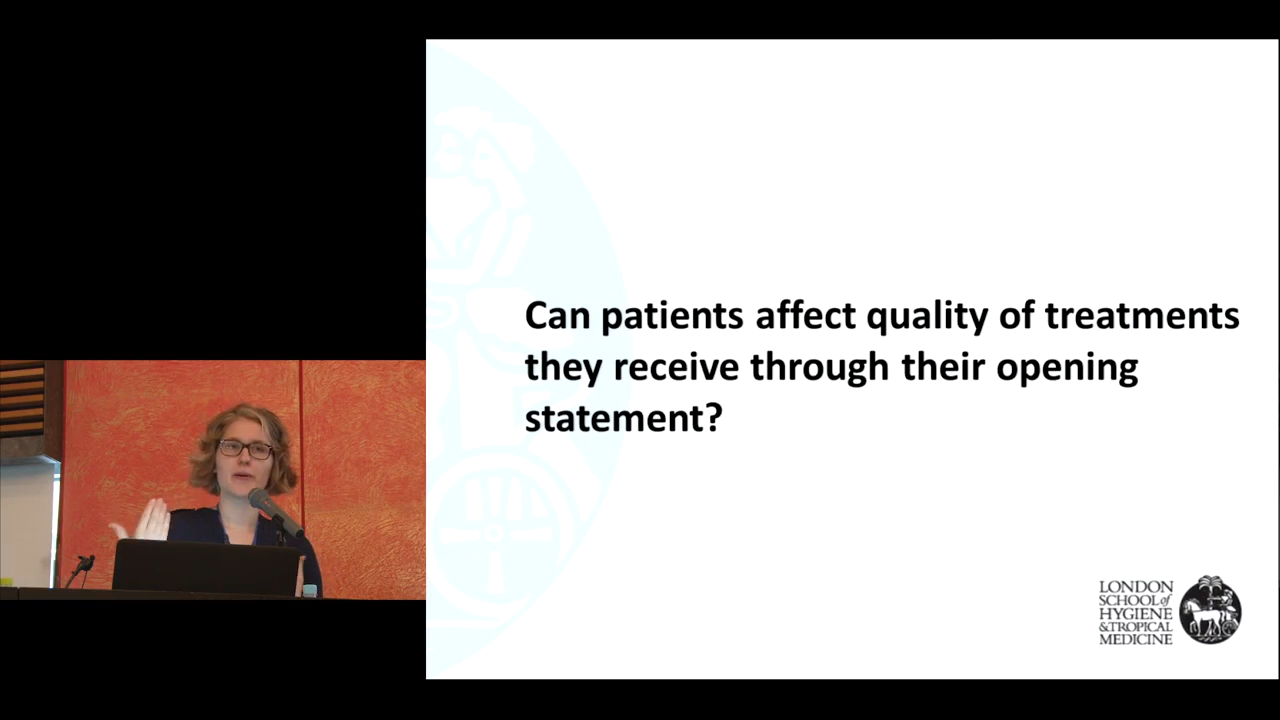 Can patients affect quality of treatments
they receive through their opening
statement?
LONDON
SCHOOL of
HYGIENE
& TROPICAL
MEDICINE